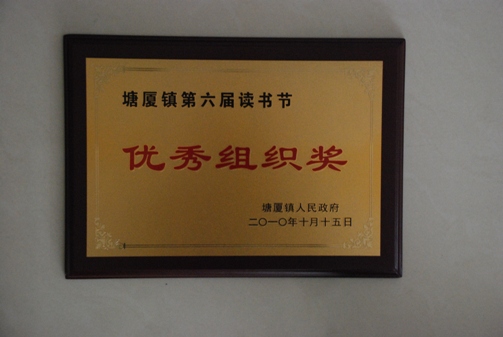 塘厦镇第六届读书节
优秀组织奖
塘厦镇人民政府
二〇一〇年十月十五日